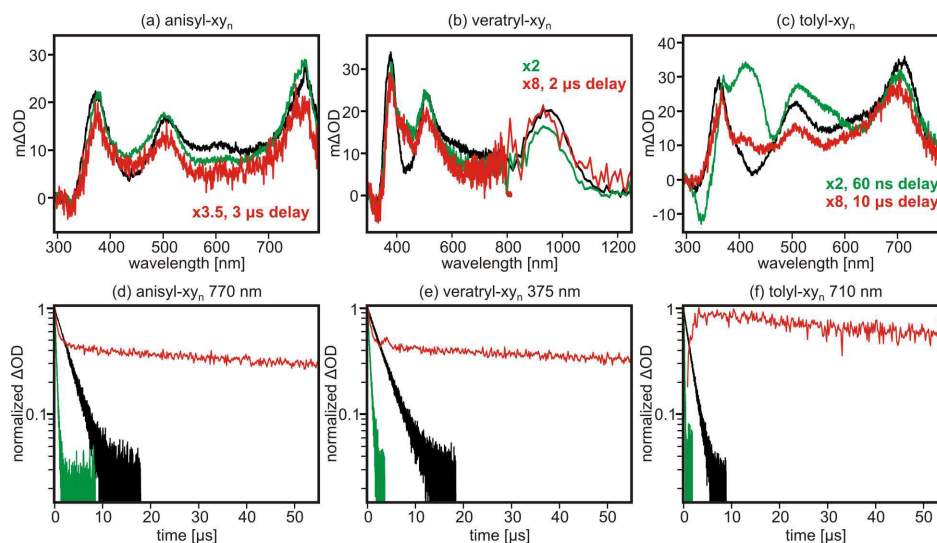 (a) anisyl-xyn
(b) veratryl-xyn
(c) tolyl-xyn
mΔOD
30
20
10
0
x3.5, 3 µs delay
300 400 500 600 700
wavelength [nm]
mΔOD
30
20
10
0
x2
x8, 2 µs delay
400 600 800 1000 1200
wavelength [nm]
mΔOD
40
30
20
10
0
-10
x2, 60 ns delay
x8, 10 µs delay
300 400 500 600 700
wavelength [nm]
(d) anisyl-xyn 770 nm
(e) veratryl-xyn 375 nm
(f) tolyl-xyn 710 nm
normalized ΔOD
1
0.1
0 10 20 30 40 50
time [µs]
normalized ΔOD
1
0.1
0 10 20 30 40 50
time [µs]
normalized ΔOD
1
0.1
0 10 20 30 40 50
time [µs]